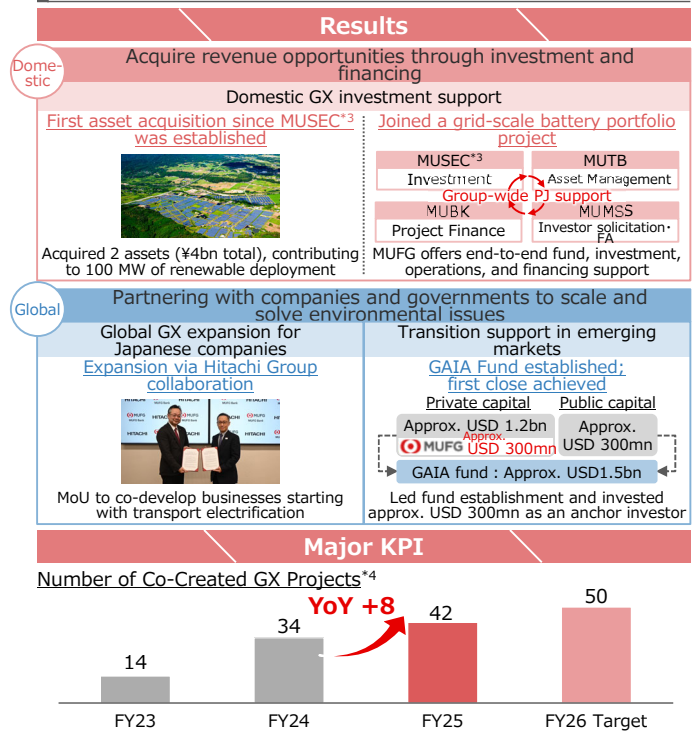 Results
Dome-
stic
Acquire revenue opportunities through investment and
financing
Domestic GX investment support
First asset acquisition since MUSEC*3
was established
Acquired 2 assets (¥4bn total), contributing
to 100 MW of renewable deployment
Joined a grid-scale battery portfolio
project
MUSEC*3
Investment
MUTB
Asset Management
Group-wide PJ support
MUBK
Project Finance
MUMSS
Investor solicitation・
FA
MUFG offers end-to-end fund, investment,
operations, and financing support
Global
Partnering with companies and governments to scale and
solve environmental issues
Global GX expansion for
Japanese companies
Expansion via Hitachi Group
collaboration
MUFG
HITACHI
MUFG
HITACHI
MoU to co-develop businesses starting
with transport electrification
Transition support in emerging
markets
GAIA Fund established;
first close achieved
Private capital
Public capital
Approx. USD 1.2bn
MUFG
Approx.
USD 300mn
Approx.
USD 300mn
GAIA fund : Approx. USD1.5bn
Led fund establishment and invested
approx. USD 300mn as an anchor investor
Major KPI
Number of Co-Created GX Projects*4
YoY +8
14
34
42
50
FY23
FY24
FY25
FY26 Target